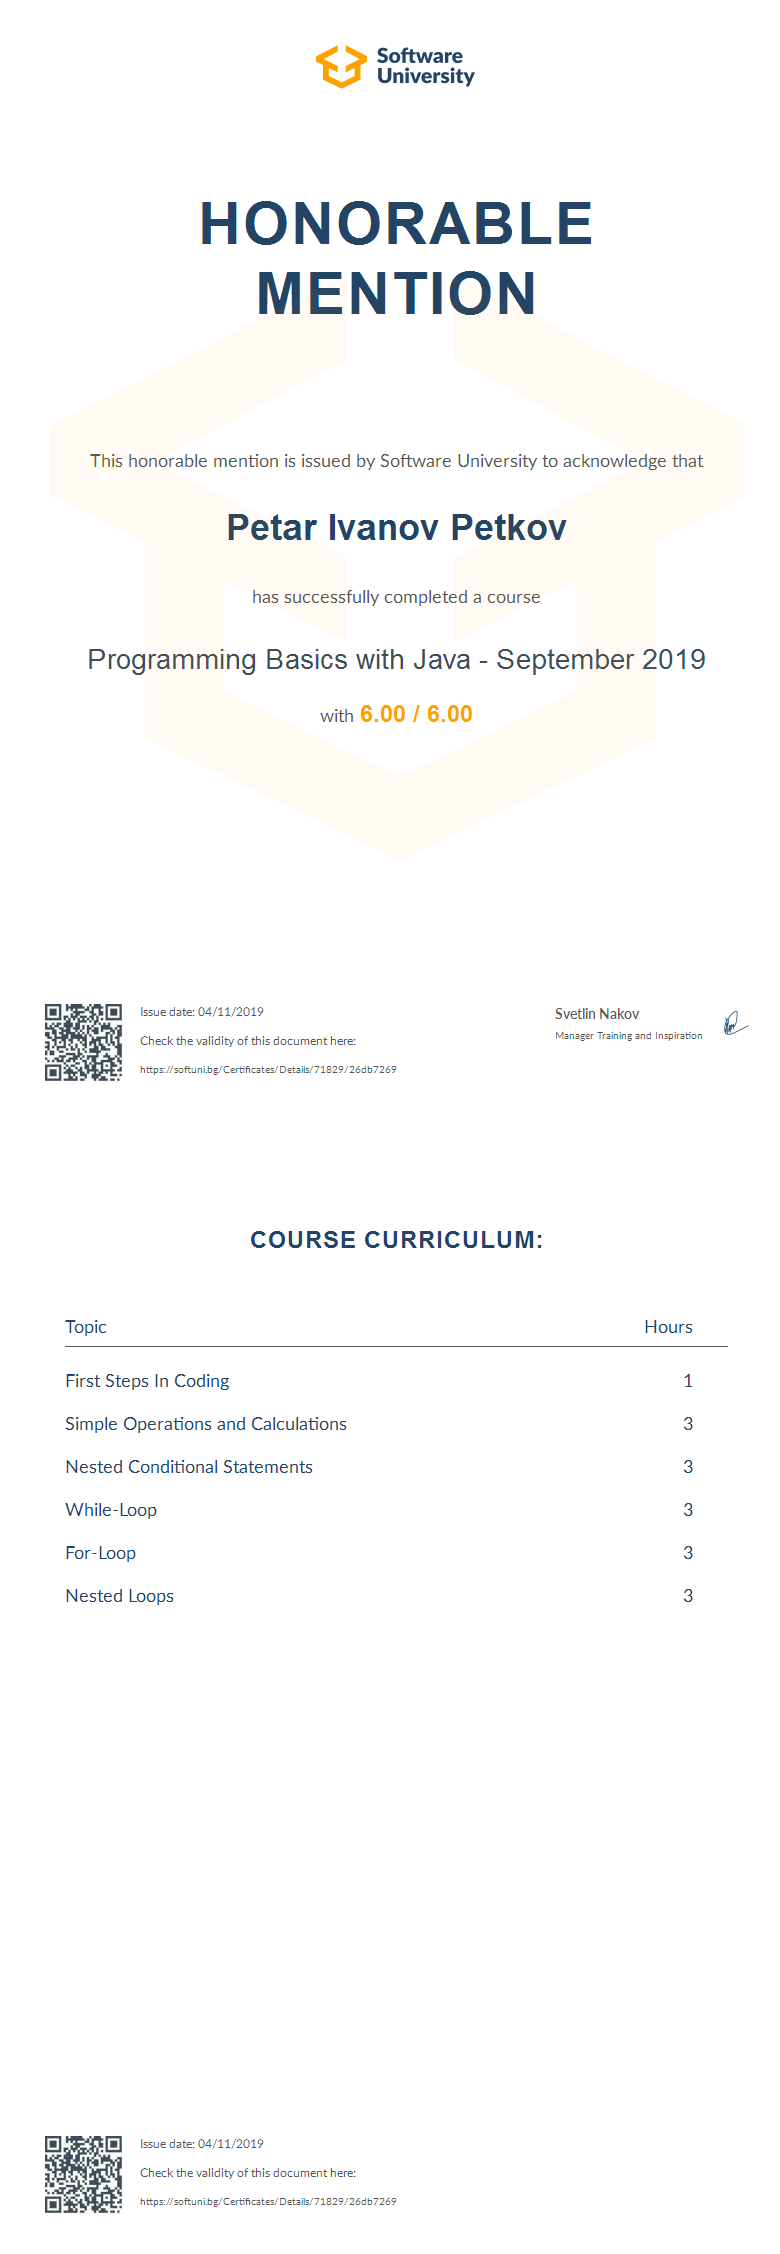 Software
University
HONORABLE
MENTION
This honorable mention is issued by Software University to acknowledge that
Petar Ivanov Petkov
has successfully completed a course
Programming Basics with Java - September 2019
with 6.00 / 6.00
Issue date: 04/11/2019
Check the validity of this document here:
https://softuni.bg/Certificates/Details/71829/26db7269
Svetlin Nakov
Manager Training and Inspiration
COURSE CURRICULUM:
Topic Hours
First Steps In Coding 1
Simple Operations and Calculations 3
Nested Conditional Statements 3
While-Loop 3
For-Loop 3
Nested Loops 3
Issue date: 04/11/2019
Check the validity of this document here:
https://softuni.bg/Certificates/Details/71829/26db7269